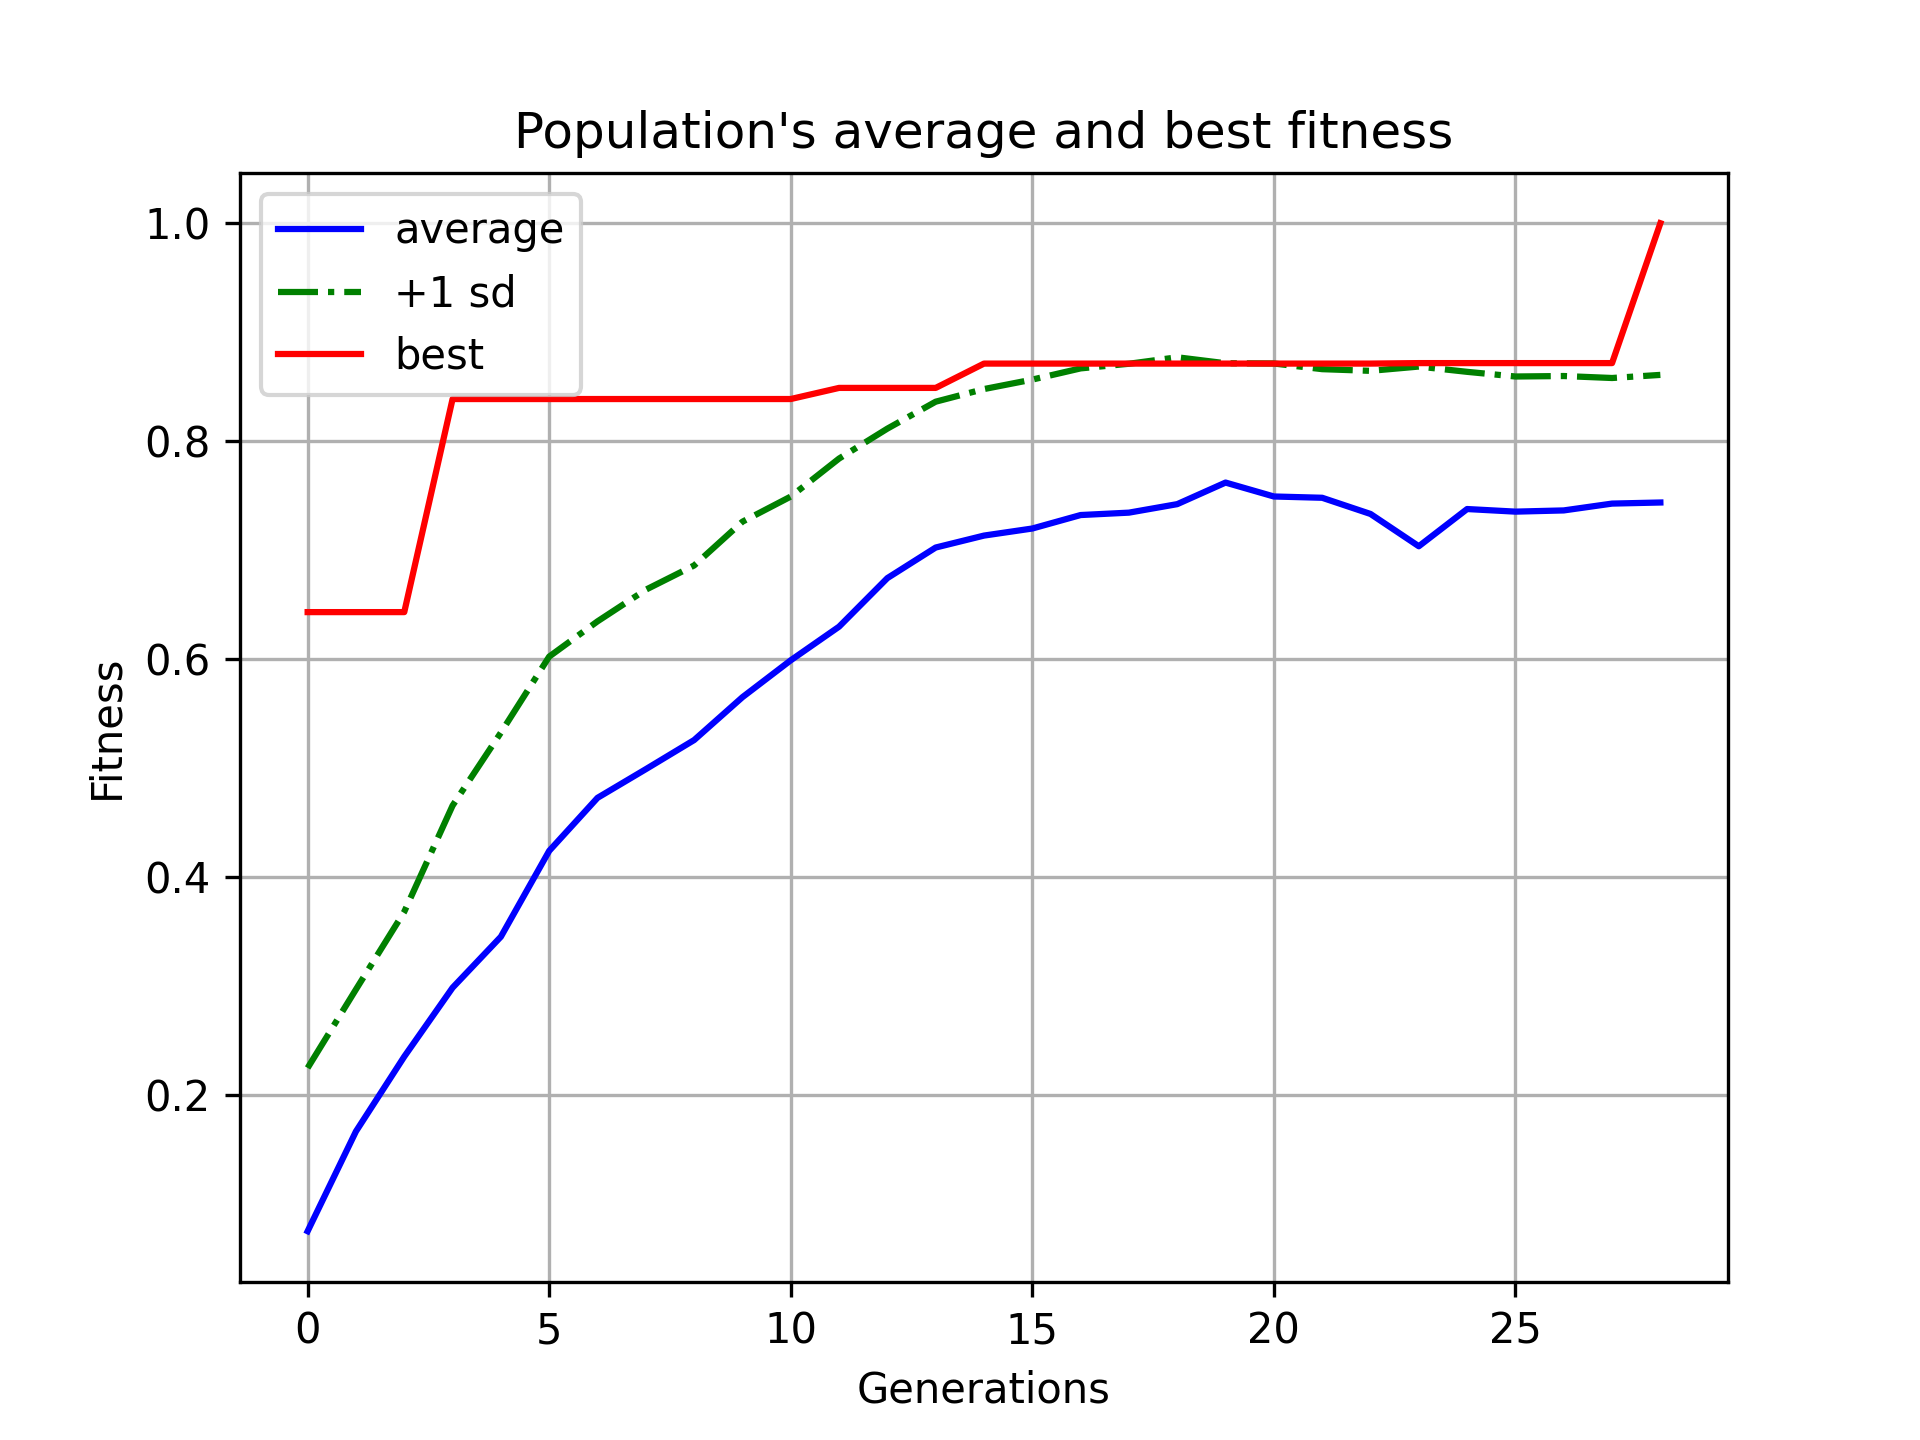 Population's average and best fitness
average
+1 sd
best
1.0
0.8
0.6
0.4
0.2
Fitness
0 5 10 15 20 25
Generations